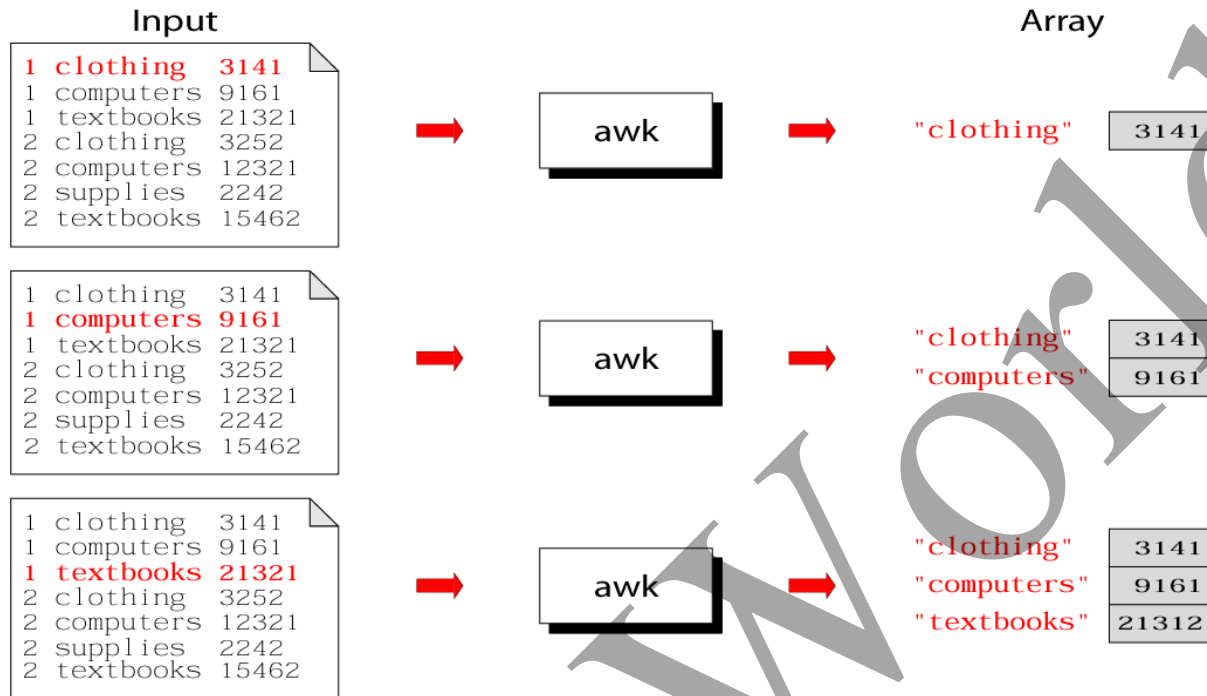 Input
Array
1 clothing 3141
1 computers 9161
1 textbooks 21321
2 clothing 3252
2 computers 12321
2 supplies 2242
2 textbooks 15462
awk
"clothing" 3141
1 clothing 3141
1 computers 9161
1 textbooks 21321
2 clothing 3252
2 computers 12321
2 supplies 2242
2 textbooks 15462
awk
"clothing" 3141
"computers" 9161
1 clothing 3141
1 computers 9161
1 textbooks 21321
2 clothing 3252
2 computers 12321
2 supplies 2242
2 textbooks 15462
awk
"clothing" 3141
"computers" 9161
"textbooks" 21312